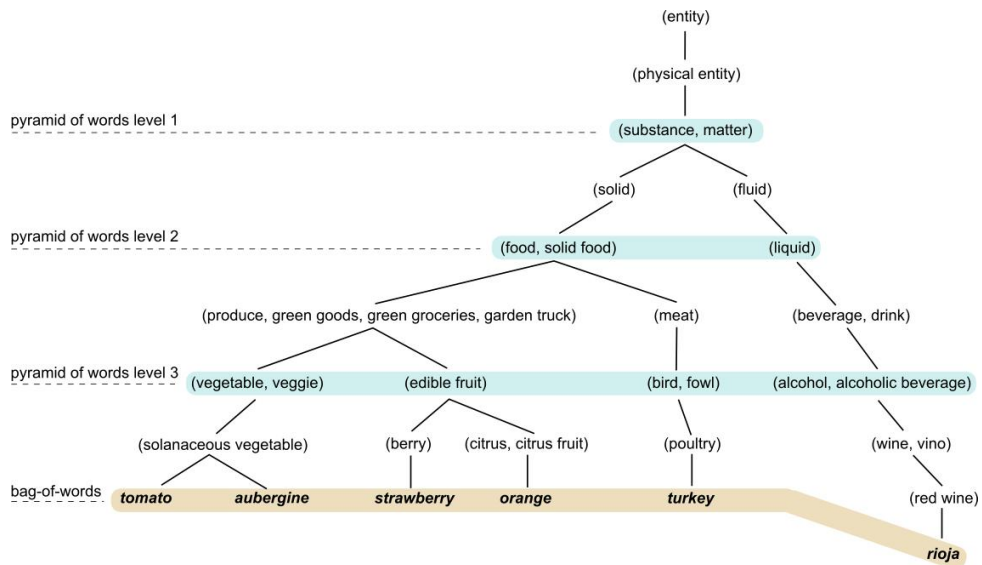 (entity)
(physical entity)
pyramid of words level 1
(substance, matter)
(solid) (fluid)
pyramid of words level 2
(food, solid food) (liquid)
(produce, green goods, green groceries, garden truck) (meat) (beverage, drink)
pyramid of words level 3
(vegetable, veggie) (edible fruit) (bird, fowl) (alcohol, alcoholic beverage)
(solanaceous vegetable) (berry) (citrus, citrus fruit) (poultry) (wine, vino)
bag-of-words
tomato aubergine strawberry orange turkey (red wine)
rioja